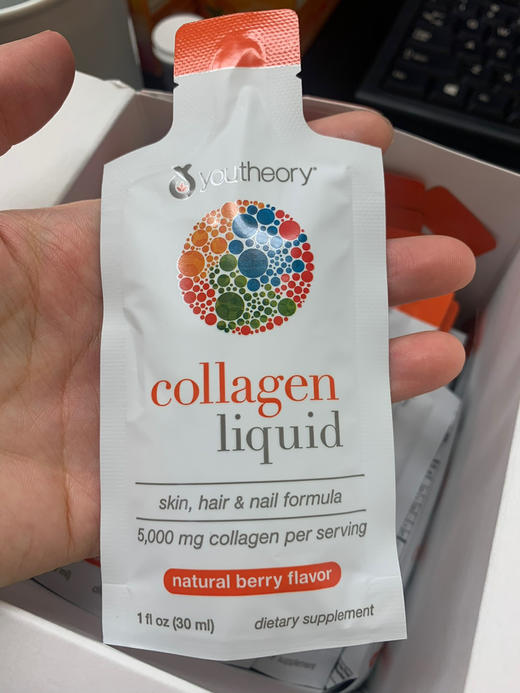 youtheory
collagen
liquid
skin, hair & nail formula
5,000 mg collagen per serving
natural berry flavor
1 fl oz (30 ml) dietary supplement